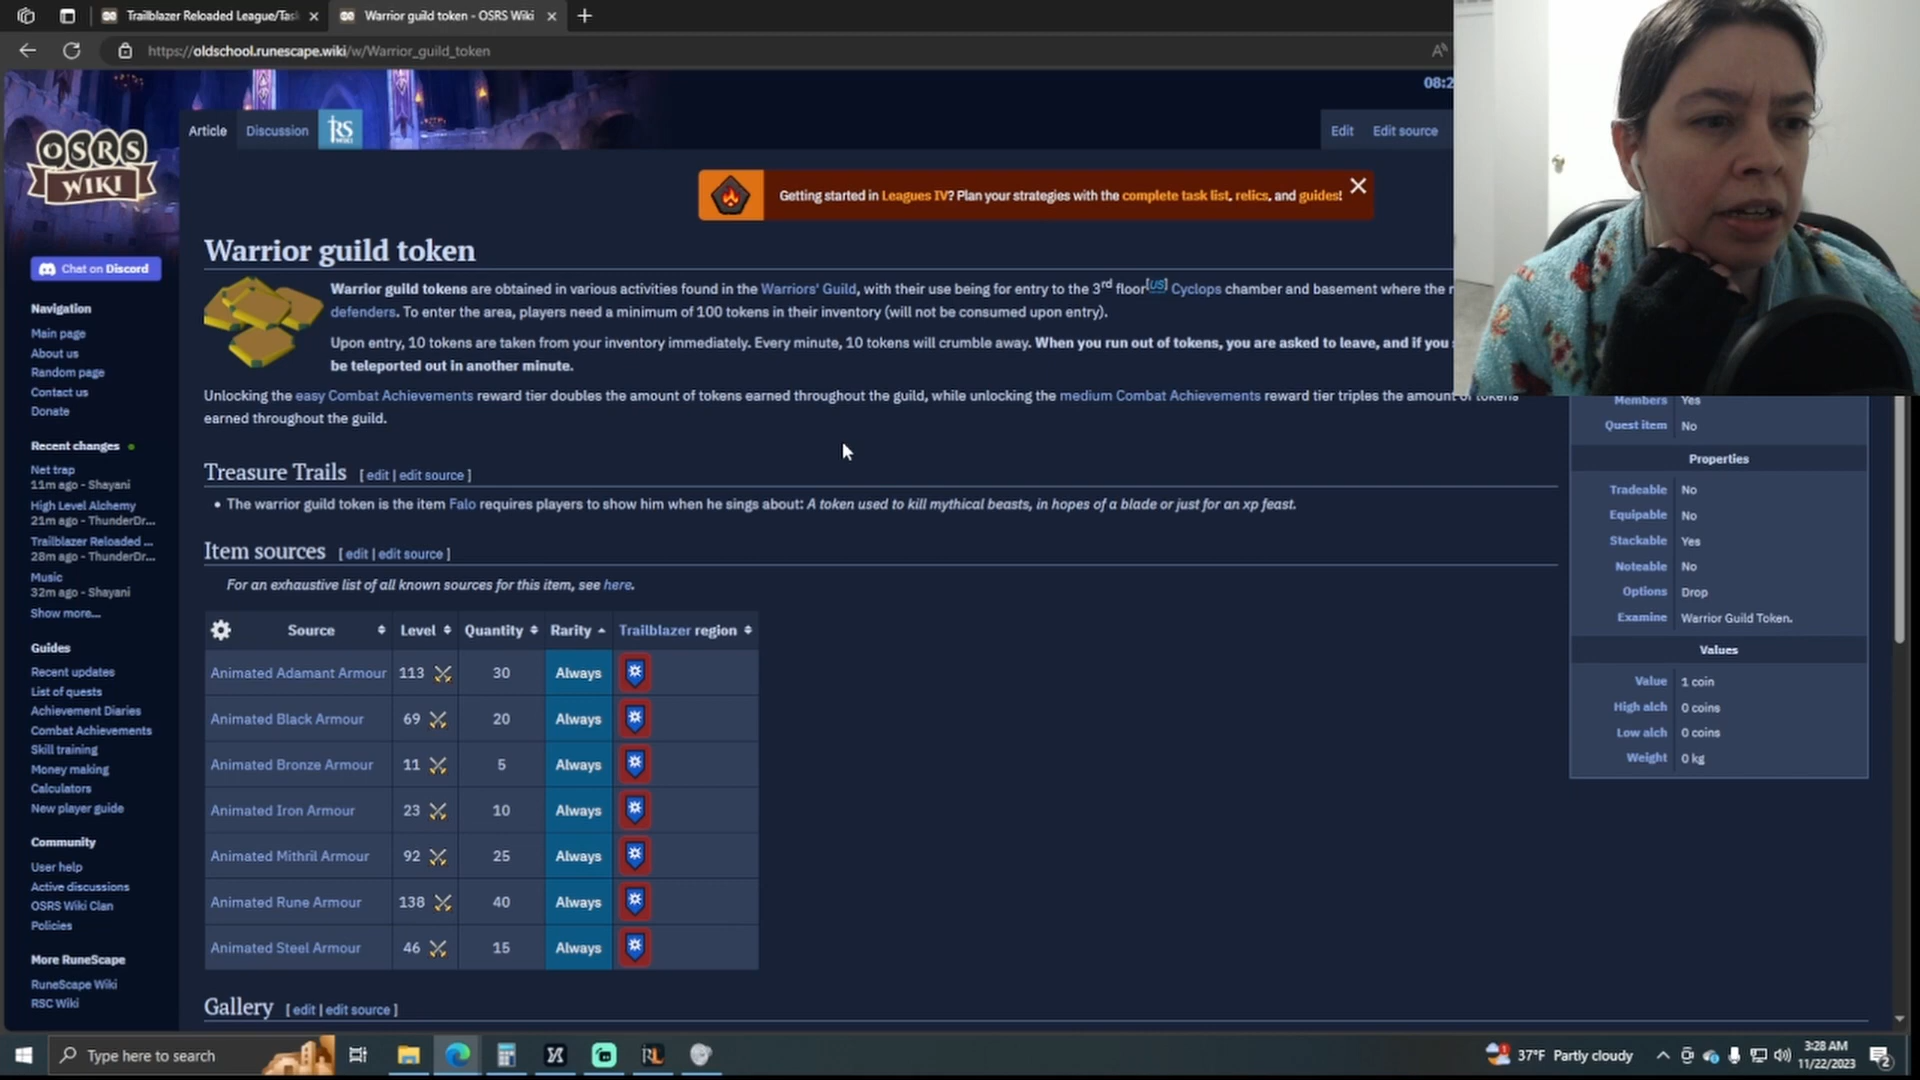 Trailblazer Reloaded League/Tas
Warrior guild token - OSRS Wiki
https://oldschool.runescape.wiki/w/Warrior_guild_token
08:2
OSRS
WIKI
Article
Discussion
RS
WIKI
Edit
Edit source
Getting started in Leagues IV? Plan your strategies with the complete task list, relics, and guides!
Chat on Discord
Navigation
Main page
About us
Random page
Contact us
Donate
Recent changes
Net trap
11m ago - Shayani
High Level Alchemy
21m ago - ThunderDr...
Trailblazer Reloaded ...
28m ago - ThunderDr...
Music
32m ago - Shayani
Show more...
Guides
Recent updates
List of quests
Achievement Diaries
Combat Achievements
Skill training
Money making
Calculators
New player guide
Community
User help
Active discussions
OSRS Wiki Clan
Policies
More RuneScape
RuneScape Wiki
RSC Wiki
Warrior guild token
Warrior guild tokens are obtained in various activities found in the Warriors' Guild, with their use being for entry to the 3rd floor[US] Cyclops chamber and basement where the
defenders. To enter the area, players need a minimum of 100 tokens in their inventory (will not be consumed upon entry).
Upon entry, 10 tokens are taken from your inventory immediately. Every minute, 10 tokens will crumble away. When you run out of tokens, you are asked to leave, and if you
be teleported out in another minute.
Unlocking the easy Combat Achievements reward tier doubles the amount of tokens earned throughout the guild, while unlocking the medium Combat Achievements reward tier triples the amount of tokens
earned throughout the guild.
Treasure Trails [ edit | edit source ]
• The warrior guild token is the item Falo requires players to show him when he sings about: A token used to kill mythical beasts, in hopes of a blade or just for an xp feast.
Item sources [ edit | edit source ]
For an exhaustive list of all known sources for this item, see here.
Source Level Quantity Rarity Trailblazer region
Animated Adamant Armour 113 30 Always
Animated Black Armour 69 20 Always
Animated Bronze Armour 11 5 Always
Animated Iron Armour 23 10 Always
Animated Mithril Armour 92 25 Always
Animated Rune Armour 138 40 Always
Animated Steel Armour 46 15 Always
Gallery [ edit | edit source ]
Members Yes
Quest item No
Properties
Tradeable No
Equipable No
Stackable Yes
Noteable No
Options Drop
Examine Warrior Guild Token.
Values
Value 1 coin
High alch 0 coins
Low alch 0 coins
Weight 0 kg
Type here to search
37°F Partly cloudy
3:28 AM
11/22/2023
2